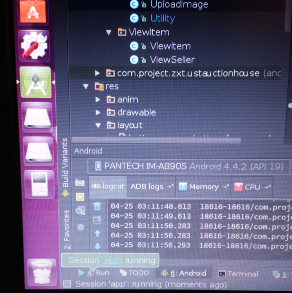 UploadImage
Utility
ViewItem
ViewItem
ViewSeller
com.project.zxt.ustauctionhouse (and
res
anim
drawable
layout
Build Variants
2: Favorites
Android
PANTECH IM-A890S Android 4.4.2 (API 19)
logcat ADB logs Memory CPU
04-25 03:11:48.813 18616-18616/com.proje
04-25 03:11:49.613 18616-18616/com.proje
04-25 03:11:50.283 18616-18616/com.proje
04-25 03:11:50.283 18616-18616/com.proje
04-25 03:11:50.293 18616-18616/com.proje
Session 'app': running
4: Run TODO 6: Android Terminal
Session 'app': running (moments ago)